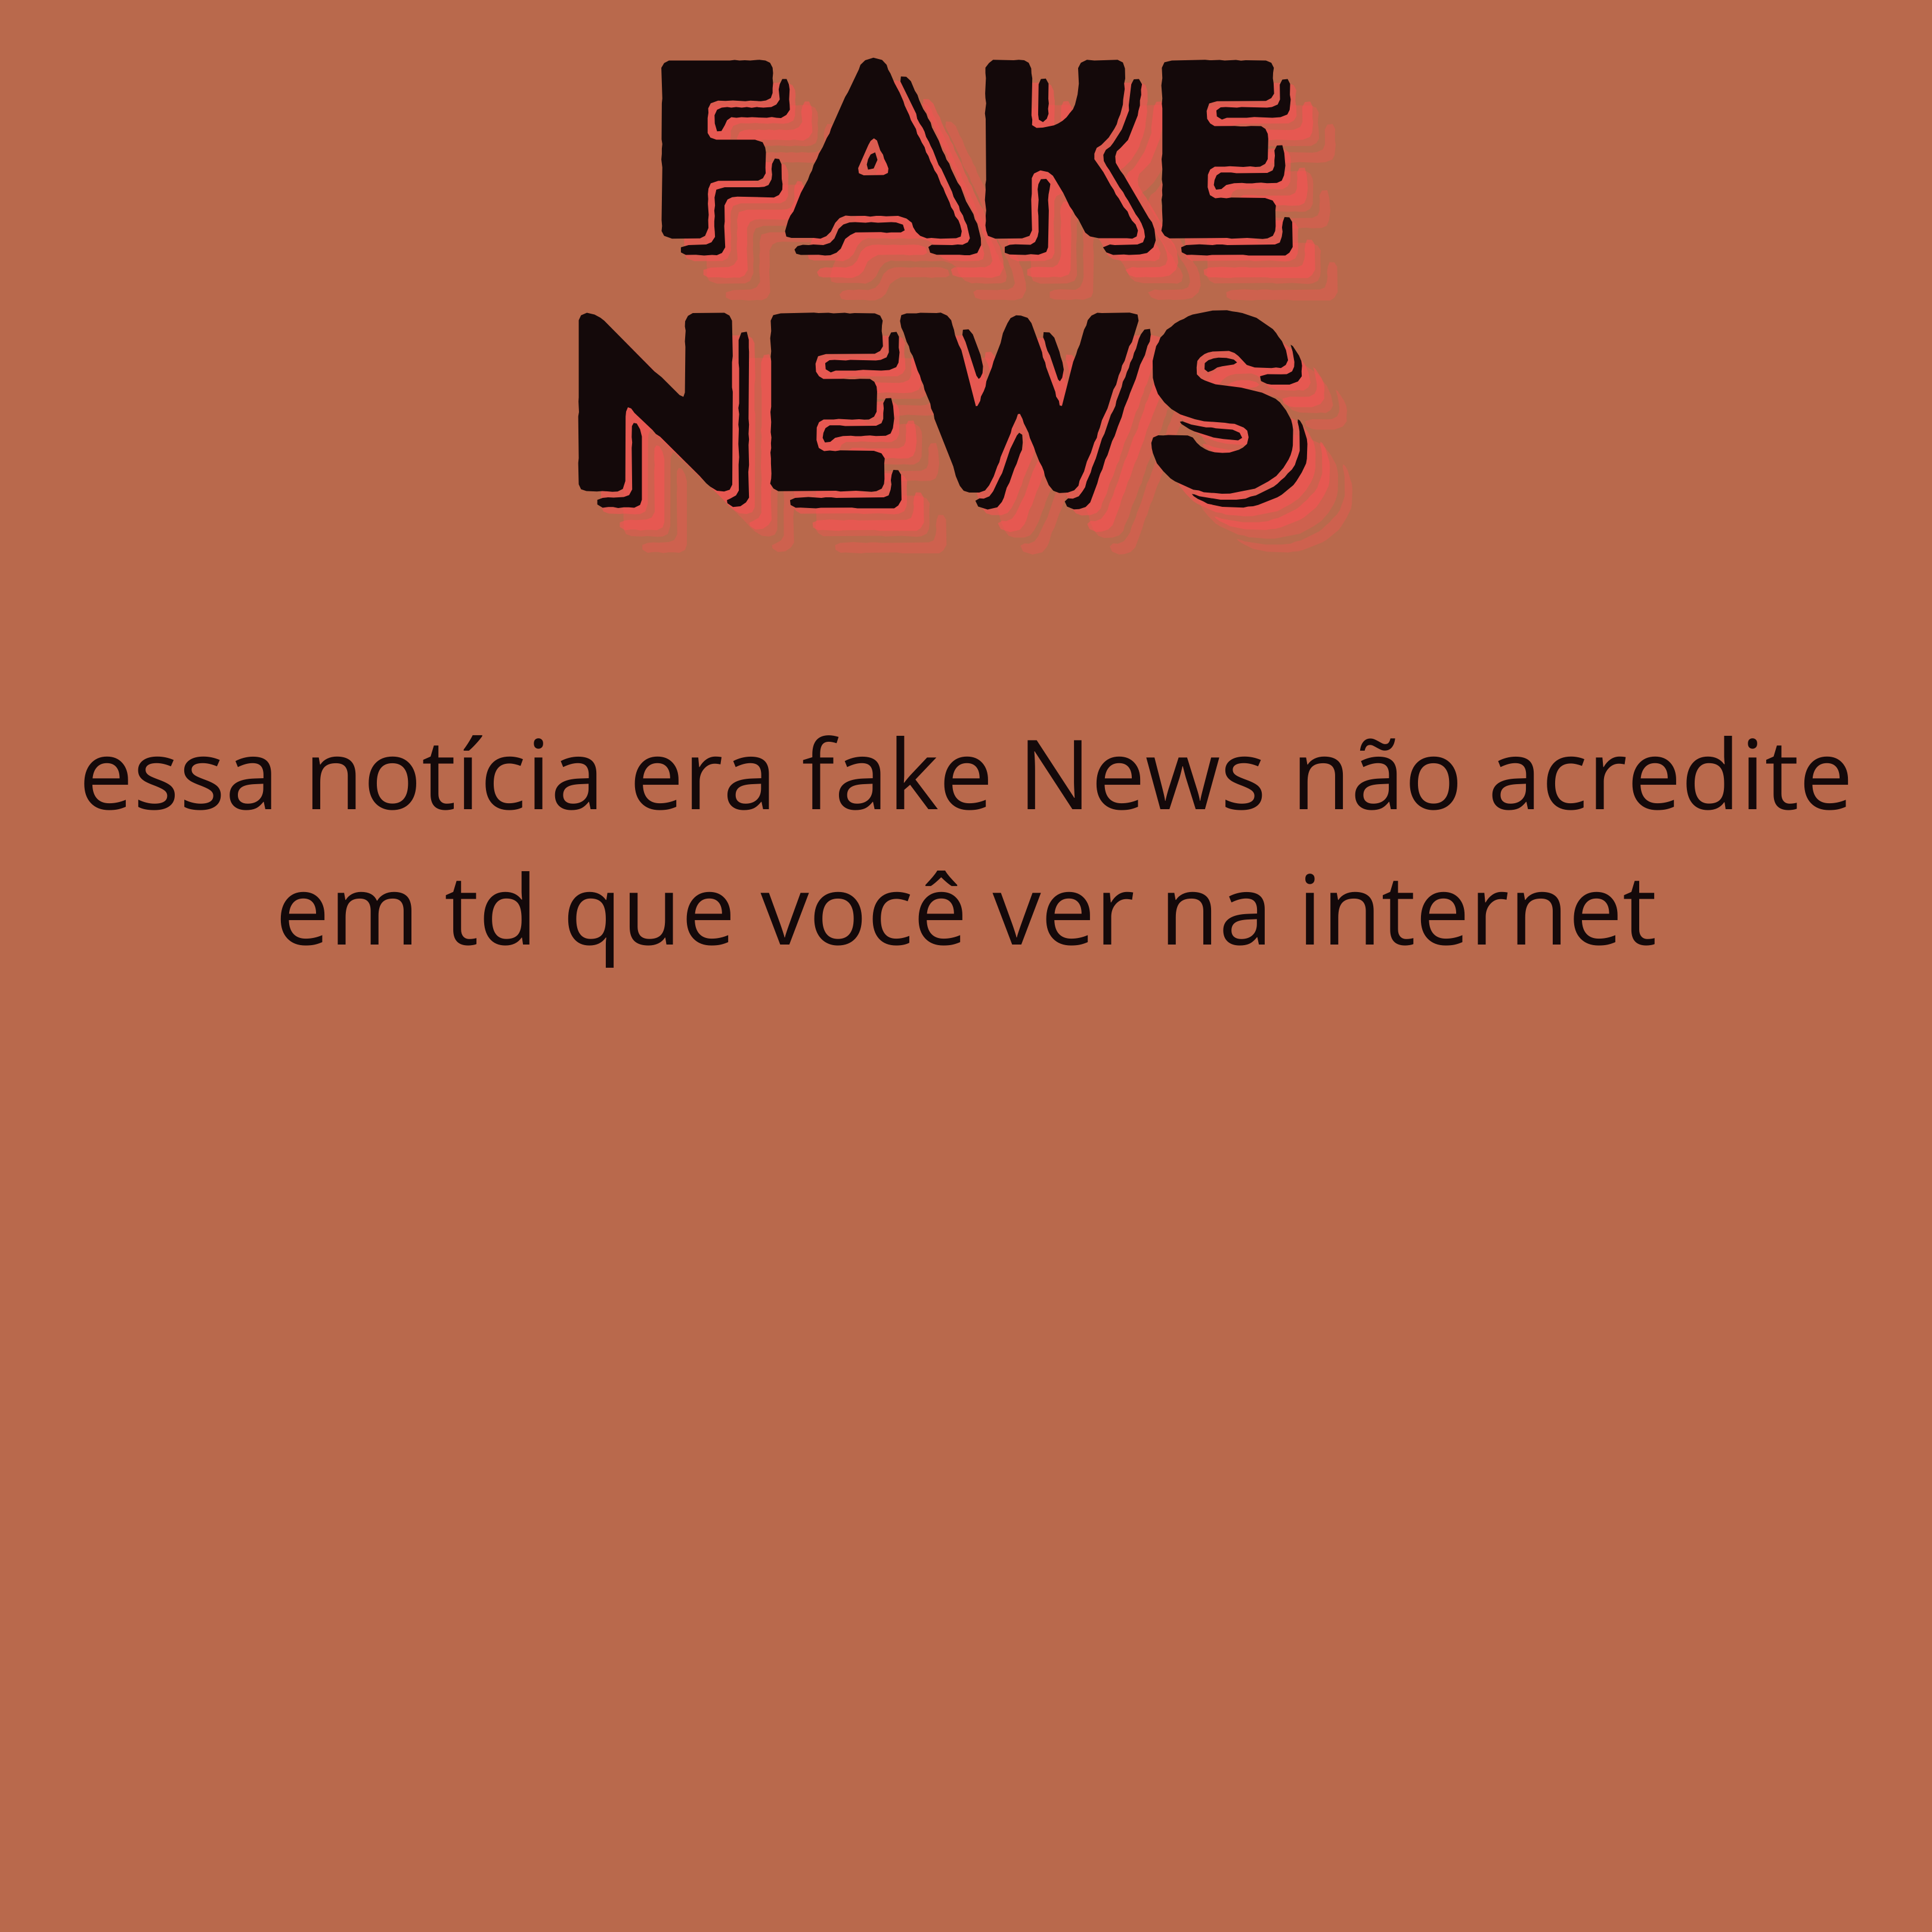 FAKE
NEWS
essa notícia era fake News não acredite
em td que você ver na internet